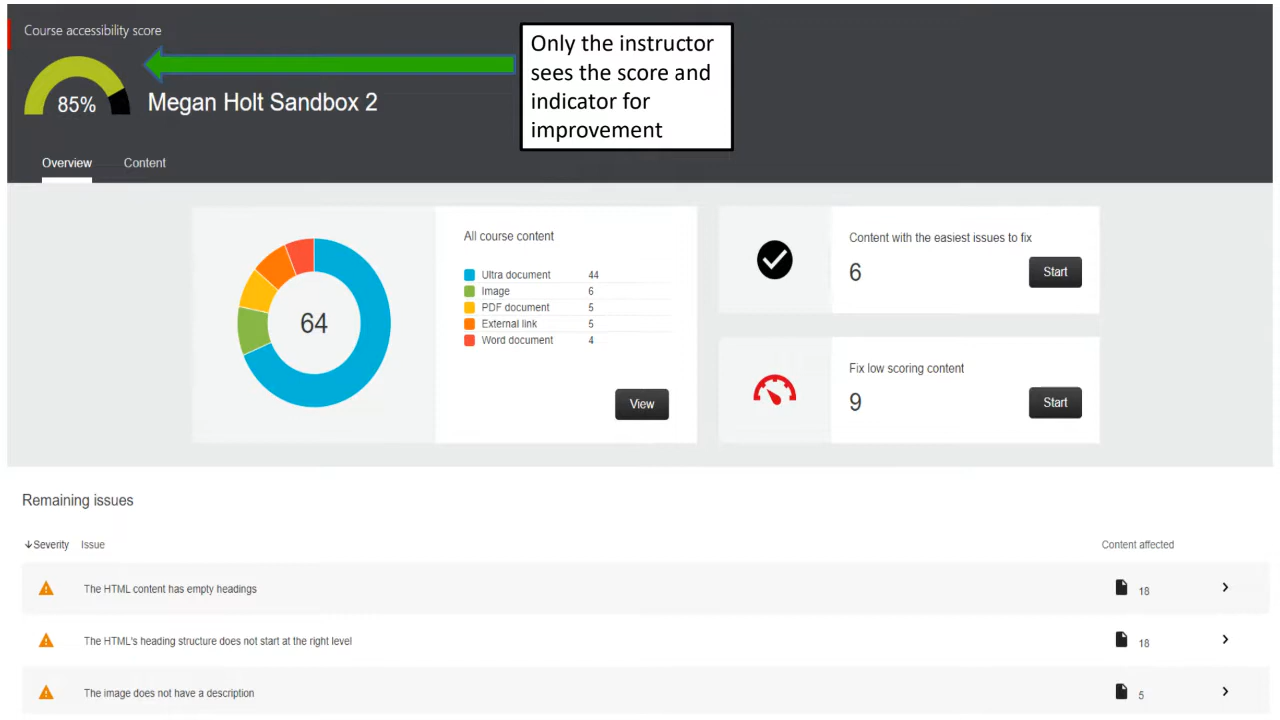 Course accessibility score
85%
Megan Holt Sandbox 2
Only the instructor
sees the score and
indicator for
improvement
Overview Content
64
All course content
Ultra document 44
Image 6
PDF document 5
External link 5
Word document 4
View
Content with the easiest issues to fix
6
Start
Fix low scoring content
9
Start
Remaining issues
↓Severity Issue Content affected
The HTML content has empty headings 18
The HTML's heading structure does not start at the right level 18
The image does not have a description 5